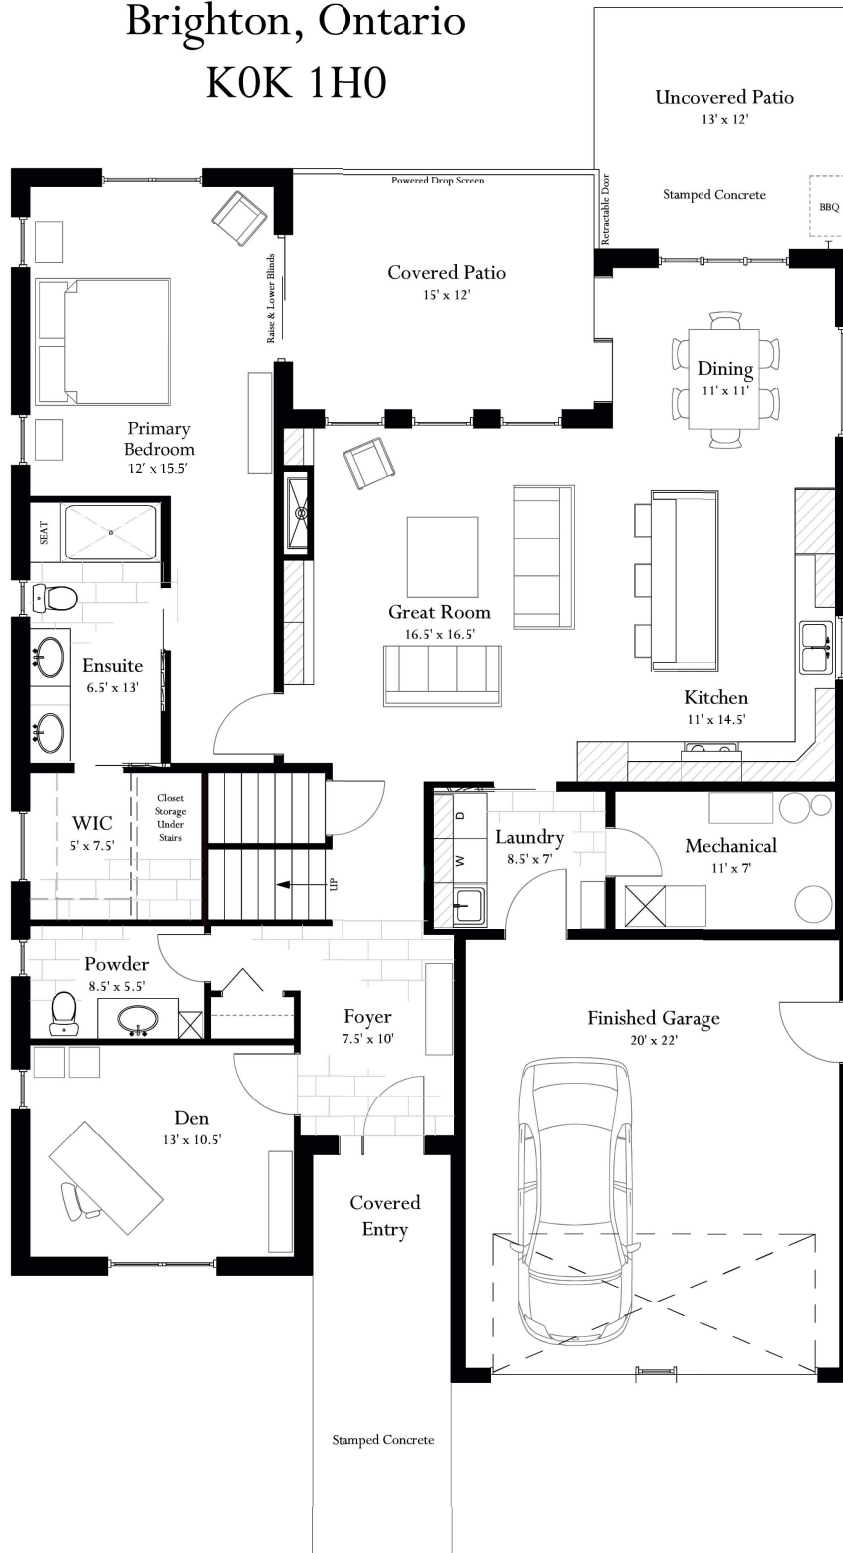 Brighton, Ontario
K0K 1H0
Uncovered Patio
13' x 12'
Stamped Concrete
BBQ
Powered Drop Screen
Retractable Door
Covered Patio
15' x 12'
Raise & Lower Blinds
Dining
11' x 11'
Primary
Bedroom
12' x 15.5'
SEAT
Great Room
16.5' x 16.5'
Ensuite
6.5' x 13'
Kitchen
11' x 14.5'
WIC
5' x 7.5'
Closet
Storage
Under
Stairs
D
W
Laundry
8.5' x 7'
Mechanical
11' x 7'
UP
Powder
8.5' x 5.5'
Foyer
7.5' x 10'
Finished Garage
20' x 22'
Den
13' x 10.5'
Covered
Entry
Stamped Concrete